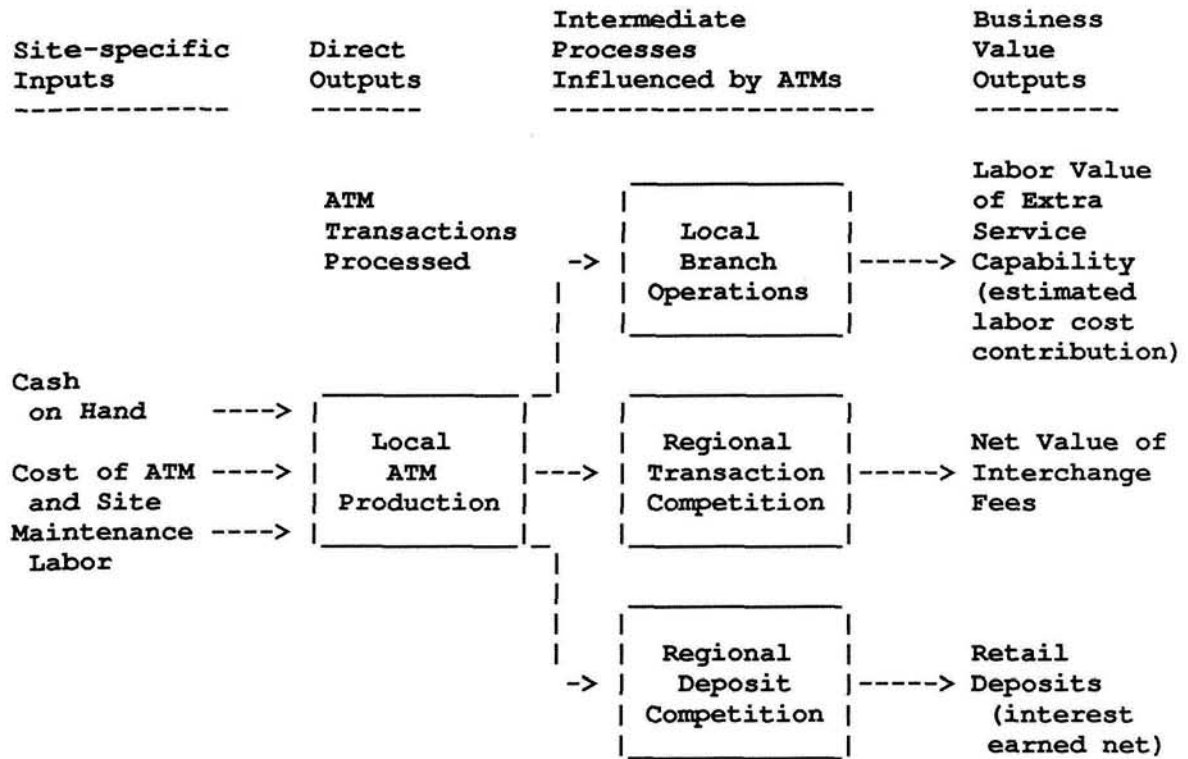 Intermediate Business
Site-specific Direct Processes Value
Inputs Outputs Influenced by ATMs Outputs
------------- ------- ------------------- ---------
Labor Value
ATM of Extra
Transactions Local Service
Processed -> Branch -----> Capability
Operations (estimated
labor cost
contribution)
Cash
on Hand ---->
Local Regional Net Value of
Cost of ATM ----> ATM ---> Transaction -----> Interchange
and Site Production Competition Fees
Maintenance ---->
Labor
Regional Retail
-> Deposit -----> Deposits
Competition (interest
earned net)